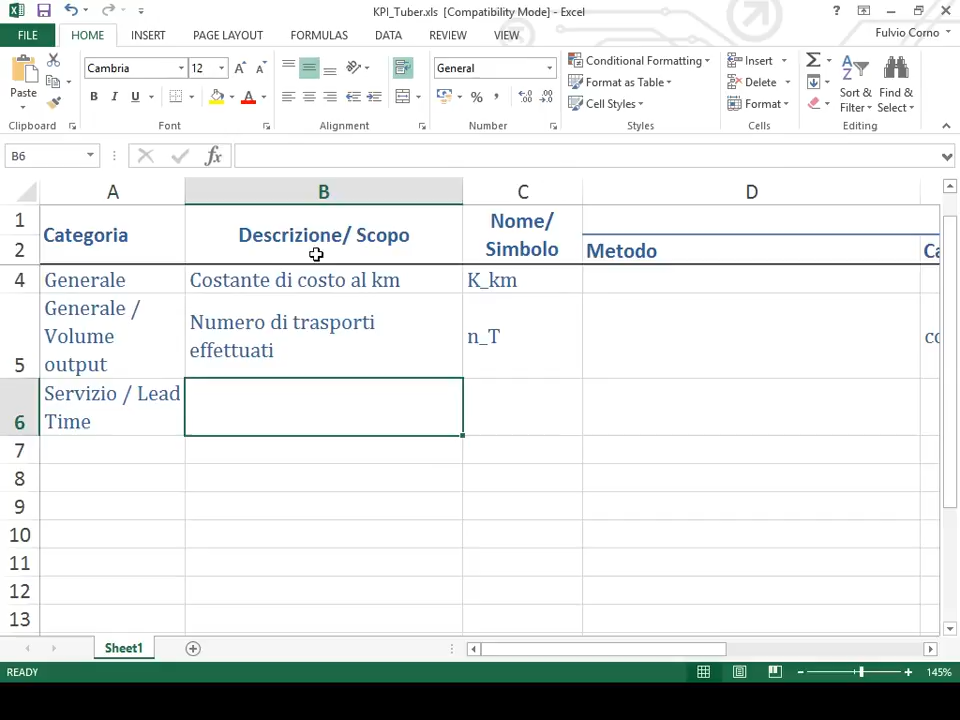 KPI_Tuber.xls [Compatibility Mode] - Excel
FILE HOME INSERT PAGE LAYOUT FORMULAS DATA REVIEW VIEW Fulvio Corno
Paste
Cambria 12
B I U
General
Conditional Formatting
Format as Table
Cell Styles
Insert
Delete
Format
Sort &
Filter
Find &
Select
Clipboard Font Alignment Number Styles Cells Editing
B6 fx
A B C D
1
2
Categoria
Descrizione/ Scopo
Nome/
Simbolo
Metodo
Ca
4 Generale Costante di costo al km K_km
5
Generale /
Volume
output
Numero di trasporti
effettuati
n_T
co
6
Servizio / Lead
Time
7
8
9
10
11
12
13
Sheet1
READY 145%